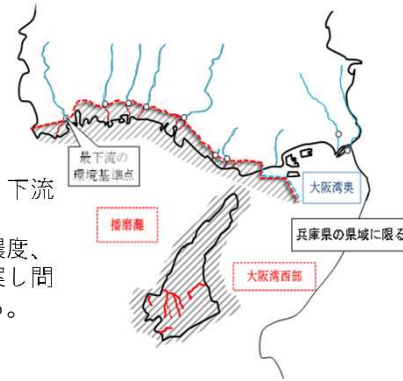 最下流の
環境基準点
大阪湾奥
下流
播磨灘
兵庫県の県域に限る
大阪湾西部
濃度、
案し問
。